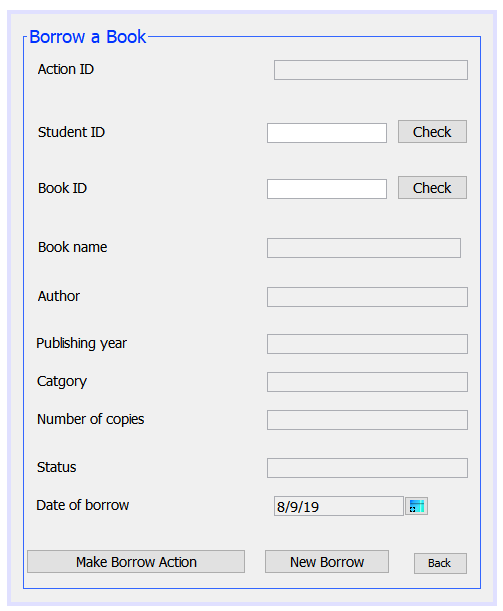 Borrow a Book
Action ID
Student ID Check
Book ID Check
Book name
Author
Publishing year
Catgory
Number of copies
Status
Date of borrow 8/9/19
Make Borrow Action New Borrow Back